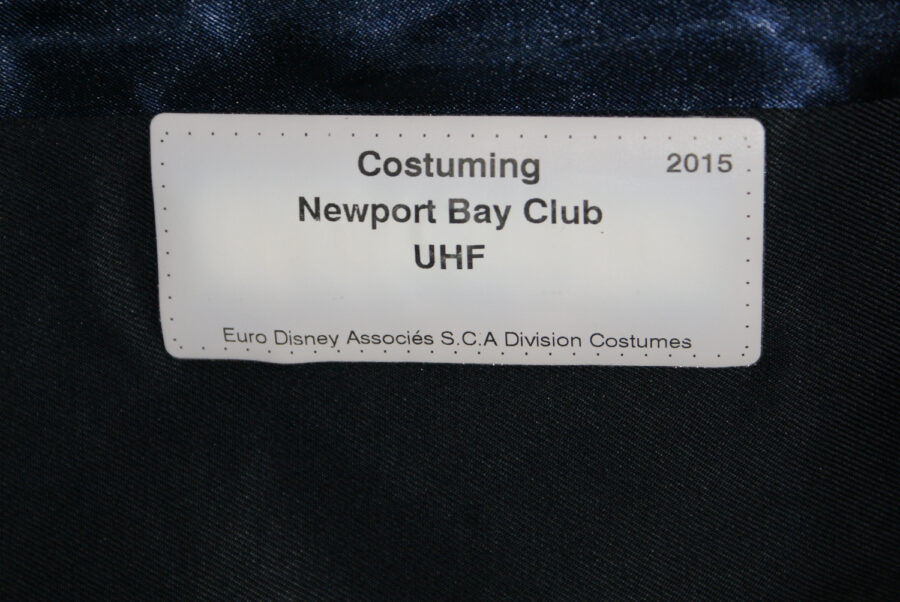 Costuming 2015
Newport Bay Club
UHF
Euro Disney Associés S.C.A Division Costumes